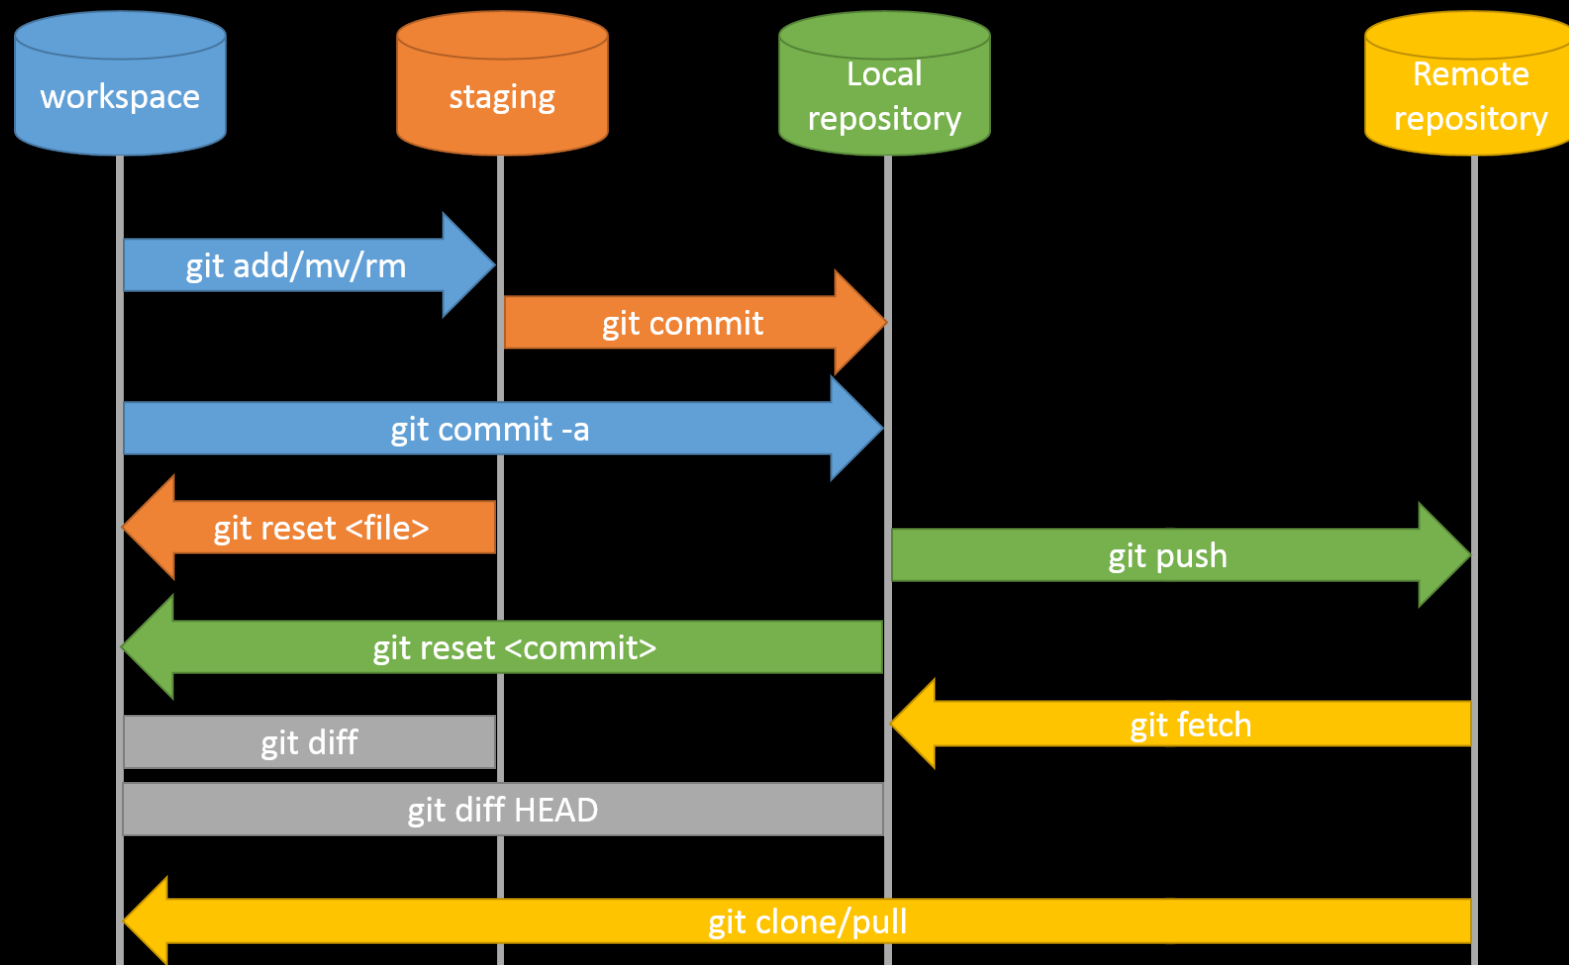 workspace
staging
Local
repository
Remote
repository
git add/mv/rm
git commit
git commit -a
git reset <file>
git push
git reset <commit>
git fetch
git diff
git diff HEAD
git clone/pull